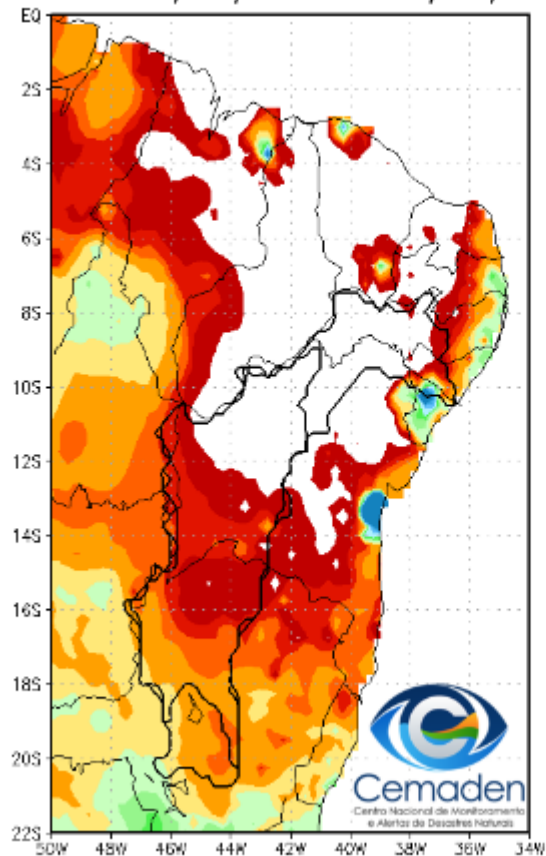 EQ
2S
4S
6S
8S
10S
12S
14S
16S
18S
20S
22S
50W 48W 46W 44W 42W 40W 38W 36W 34W
Cemaden
Centro Nacional de Monitoramento
e Alertas de Desastres Naturais